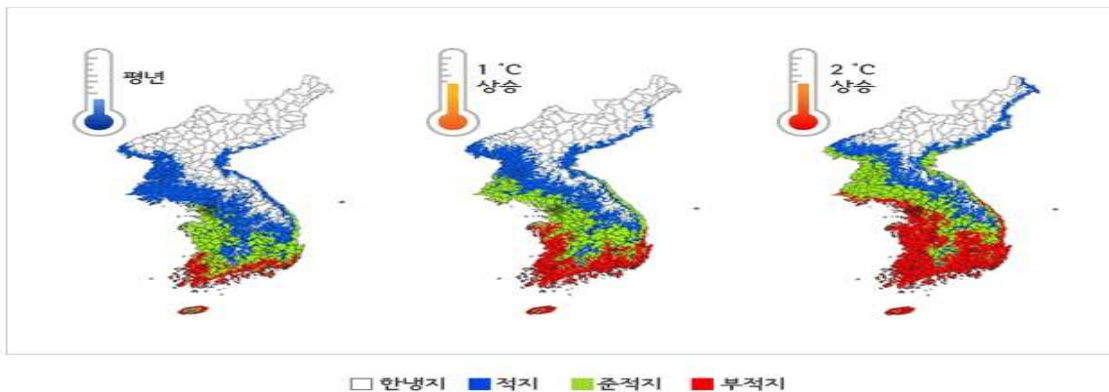 평년
1 ℃
상승
2 ℃
상승
한냉지 적지 준적지 부적지